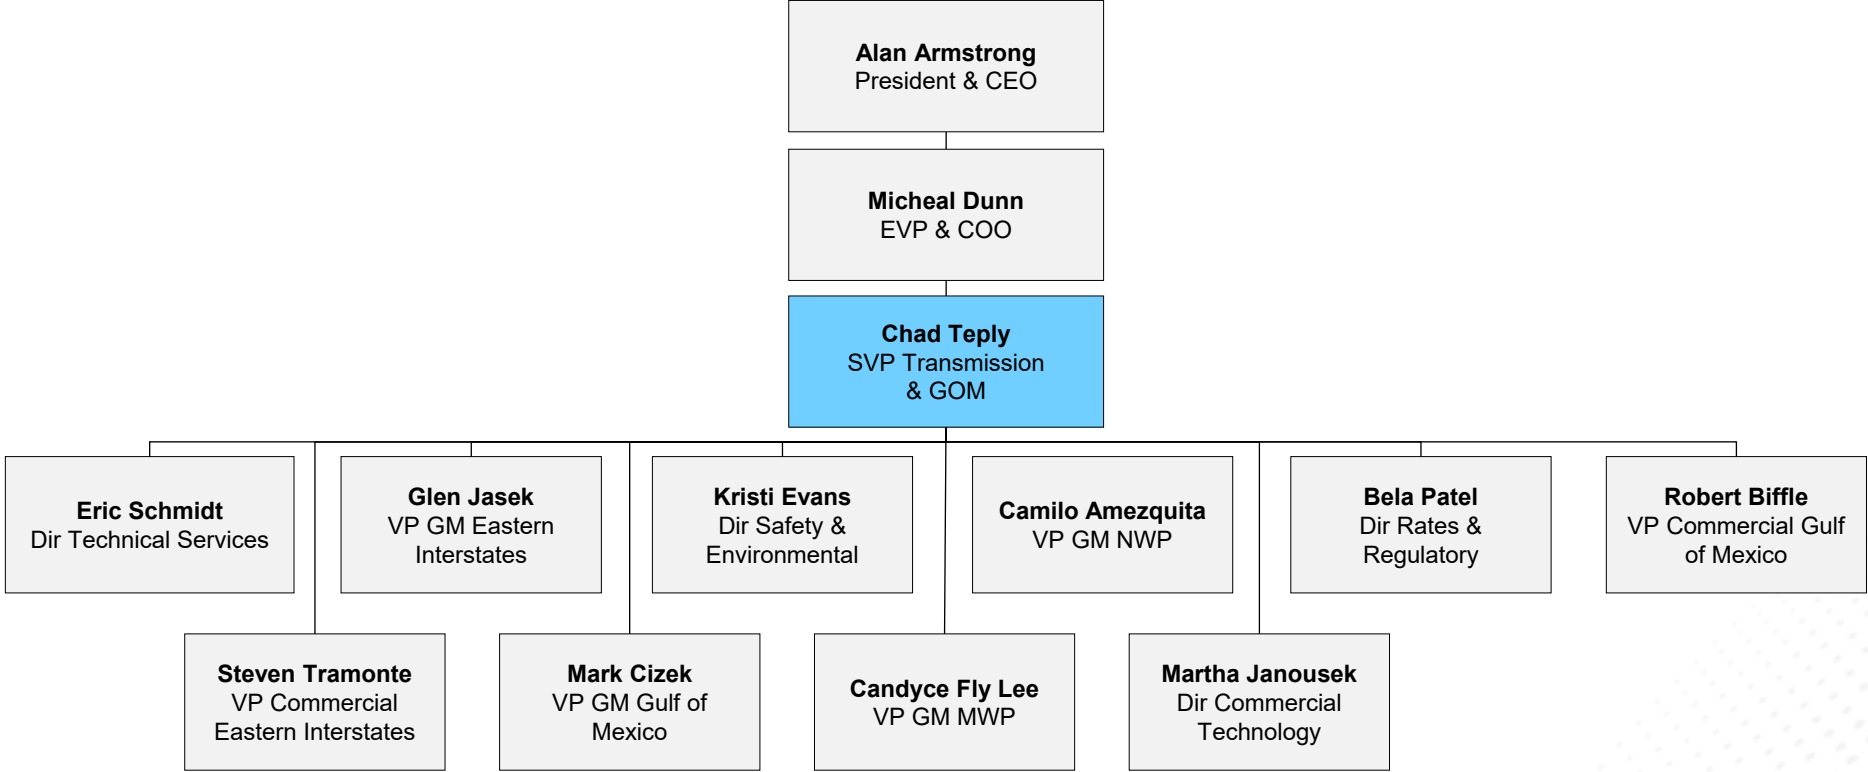 Alan Armstrong
President & CEO
Micheal Dunn
EVP & COO
Chad Teply
SVP Transmission
& GOM
Eric Schmidt
Dir Technical Services
Glen Jasek
VP GM Eastern
Interstates
Kristi Evans
Dir Safety &
Environmental
Camilo Amezquita
VP GM NWP
Bela Patel
Dir Rates &
Regulatory
Robert Biffle
VP Commercial Gulf
of Mexico
Steven Tramonte
VP Commercial
Eastern Interstates
Mark Cizek
VP GM Gulf of
Mexico
Candyce Fly Lee
VP GM MWP
Martha Janousek
Dir Commercial
Technology